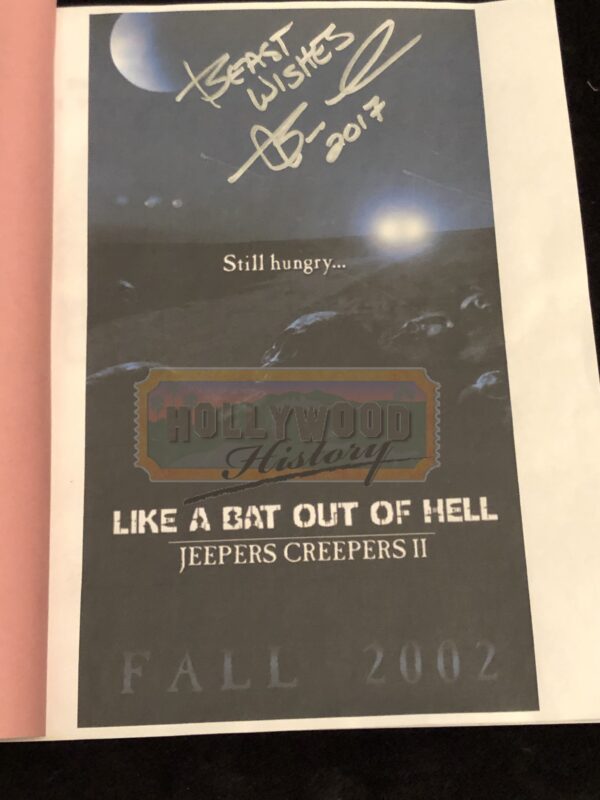 BEAST
WISHES
2017
Still hungry...
HOLLYWOOD
History
LIKE A BAT OUT OF HELL
JEEPERS CREEPERS II
FALL 2002